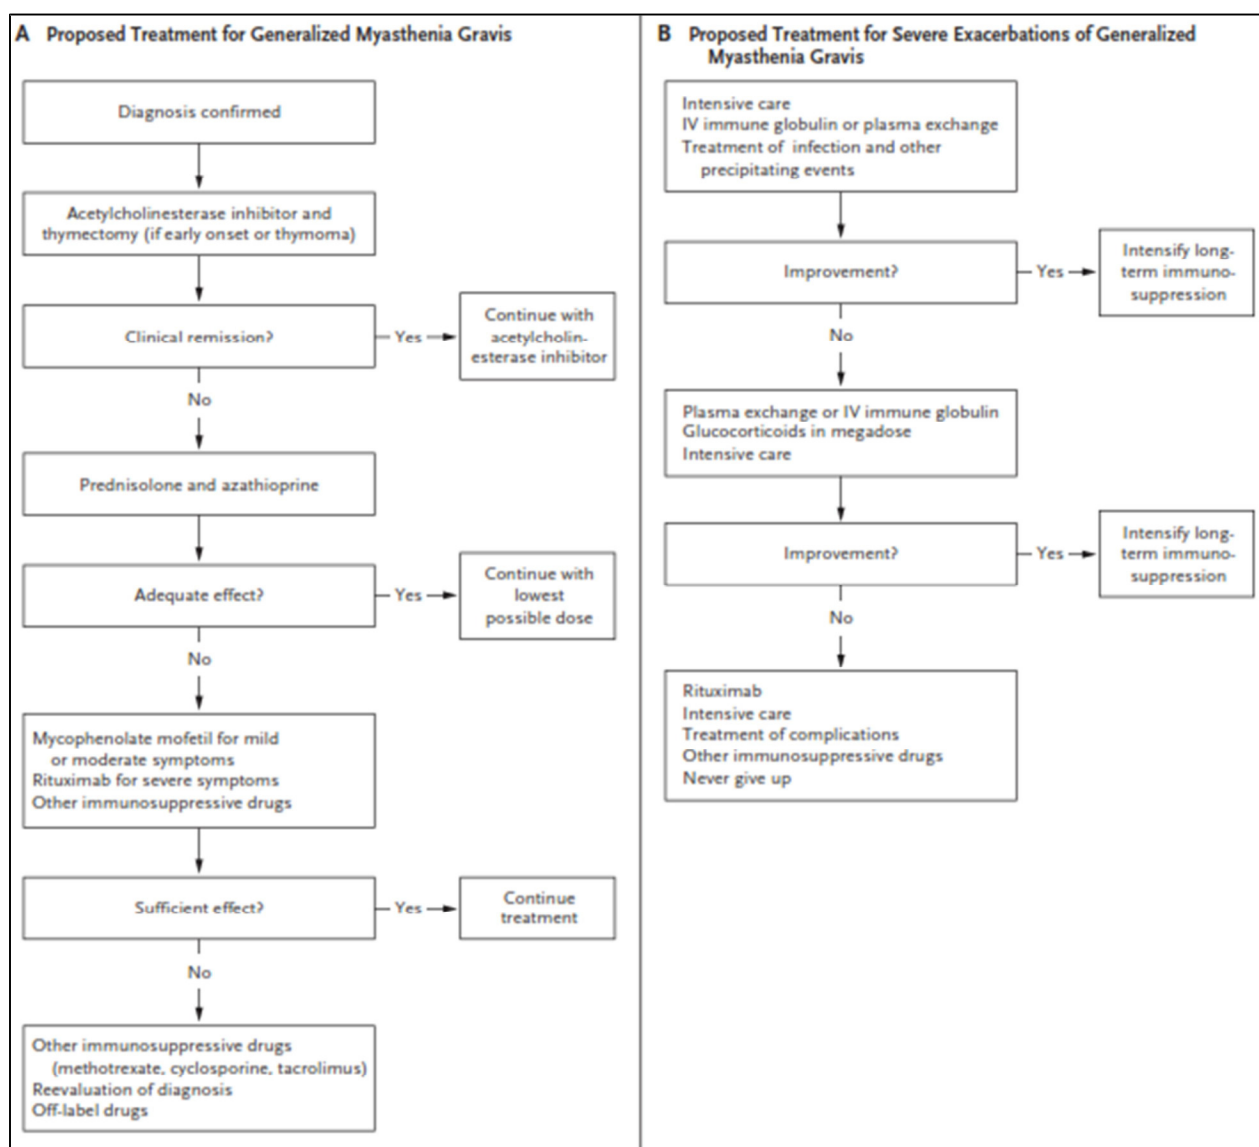 A Proposed Treatment for Generalized Myasthenia Gravis
Diagnosis confirmed
Acetylcholinesterase inhibitor and
thymectomy (if early onset or thymoma)
Clinical remission?
Yes
Continue with
acetylcholin-
esterase inhibitor
No
Prednisolone and azathioprine
Adequate effect?
Yes
Continue with
lowest
possible dose
No
Mycophenolate mofetil for mild
or moderate symptoms
Rituximab for severe symptoms
Other immunosuppressive drugs
Sufficient effect?
Yes
Continue
treatment
No
Other immunosuppressive drugs
(methotrexate, cyclosporine, tacrolimus)
Reevaluation of diagnosis
Off-label drugs
B Proposed Treatment for Severe Exacerbations of Generalized
Myasthenia Gravis
Intensive care
IV immune globulin or plasma exchange
Treatment of infection and other
precipitating events
Improvement?
Yes
Intensify long-
term immuno-
suppression
No
Plasma exchange or IV immune globulin
Glucocorticoids in megadose
Intensive care
Improvement?
Yes
Intensify long-
term immuno-
suppression
No
Rituximab
Intensive care
Treatment of complications
Other immunosuppressive drugs
Never give up